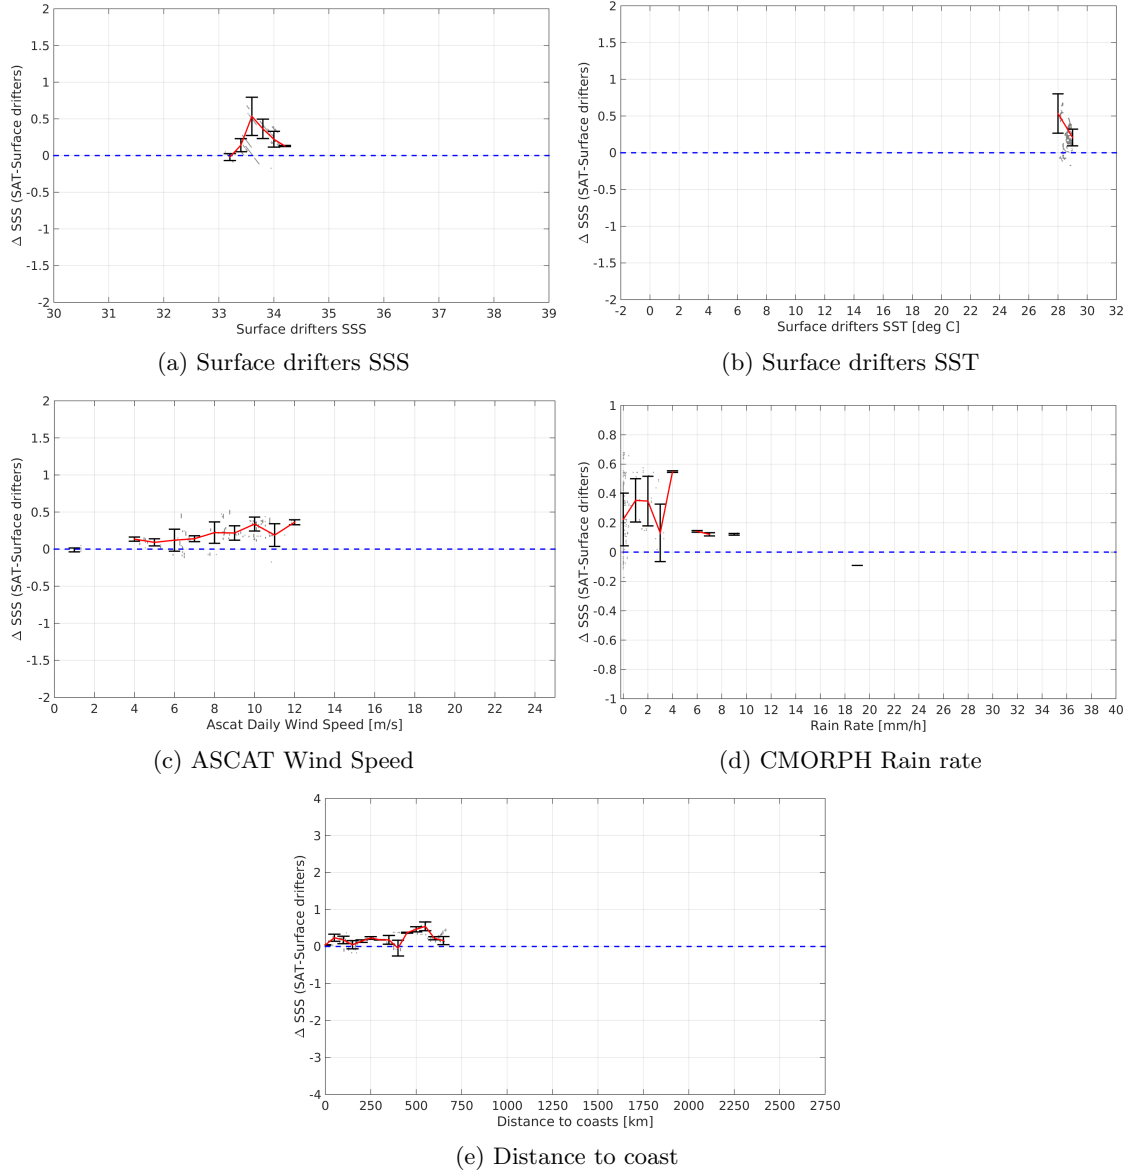 2
1.5
1
0.5
0
-0.5
-1
-1.5
-2
Δ SSS (SAT-Surface drifters)
30 31 32 33 34 35 36 37 38 39
Surface drifters SSS
(a) Surface drifters SSS
2
1.5
1
0.5
0
-0.5
-1
-1.5
-2
Δ SSS (SAT-Surface drifters)
-2 0 2 4 6 8 10 12 14 16 18 20 22 24 26 28 30 32
Surface drifters SST [deg C]
(b) Surface drifters SST
2
1.5
1
0.5
0
-0.5
-1
-1.5
-2
Δ SSS (SAT-Surface drifters)
0 2 4 6 8 10 12 14 16 18 20 22 24
Ascat Daily Wind Speed [m/s]
(c) ASCAT Wind Speed
1
0.8
0.6
0.4
0.2
0
-0.2
-0.4
-0.6
-0.8
-1
Δ SSS (SAT-Surface drifters)
0 2 4 6 8 10 12 14 16 18 20 22 24 26 28 30 32 34 36 38 40
Rain Rate [mm/h]
(d) CMORPH Rain rate
4
3
2
1
0
-1
-2
-3
-4
Δ SSS (SAT-Surface drifters)
0 250 500 750 1000 1250 1500 1750 2000 2250 2500 2750
Distance to coasts [km]
(e) Distance to coast